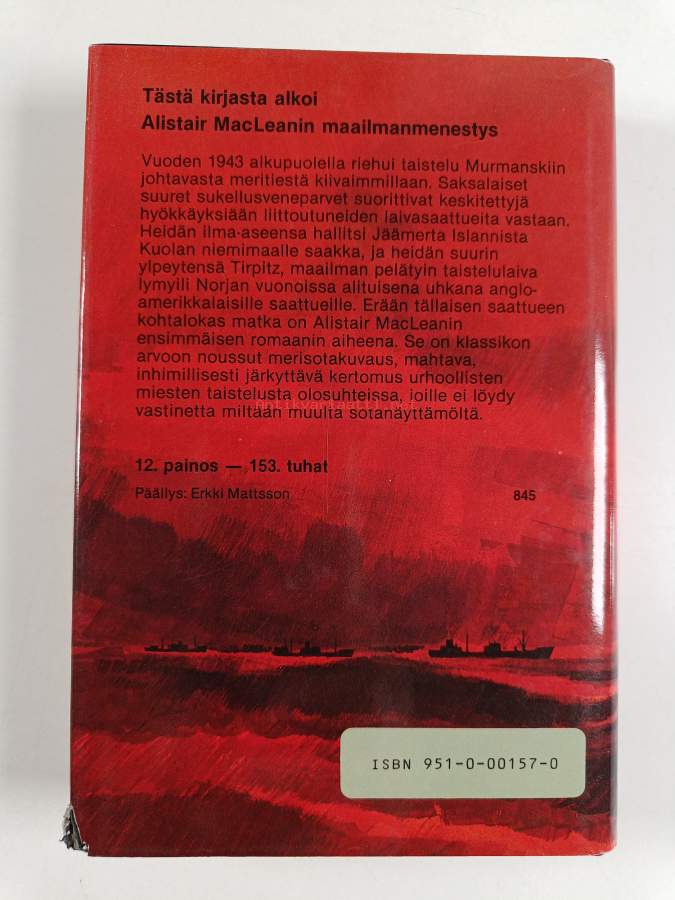 Tästä kirjasta alkoi
Alistair MacLeanin maailmanmenestys
Vuoden 1943 alkupuolella riehui taistelu Murmanskiin
johtavasta meritiestä kiivaimmillaan. Saksalaiset
suuret sukellusveneparvet suorittivat keskitettyjä
hyökkäyksiään liittoutuneiden laivasaattueita vastaan.
Heidän ilma-aseensa hallitsi Jäämerta Islannista
Kuolan niemimaalle saakka, ja heidän suurin
ylpeytensä Tirpitz, maailman pelätyin taistelulaiva
lymyili Norjan vuonoissa alituisena uhkana anglo-
amerikkalaisille saattueille. Erään tällaisen saattueen
kohtalokas matka on Alistair MacLeanin
ensimmäisen romaanin aiheena. Se on klassikon
arvoon noussut merisotakuvaus, mahtava,
inhimillisesti järkyttävä kertomus urhoollisten
miesten taistelusta olosuhteissa, joille ei löydy
vastinetta miltään muulta sotanäyttämöltä.
12. painos — 153. tuhat
Päällys: Erkki Mattsson
845
ISBN 951-0-00157-0